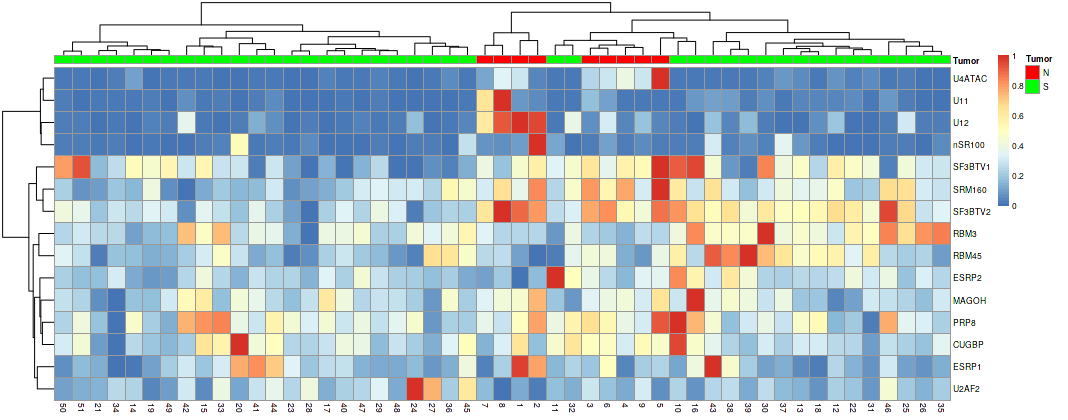 Tumor
1
0.8
0.6
0.4
0.2
0
Tumor
N
S
U4ATAC
U11
U12
nSR100
SF3BTV1
SRM160
SF3BTV2
RBM3
RBM45
ESRP2
MAGOH
PRP8
CUGBP
ESRP1
U2AF2
50 51 21 34 14 19 49 42 15 33 20 41 44 23 28 17 40 47 29 48 24 27 36 45 7 8 1 2 11 32 3 6 4 9 5 10 16 43 38 39 30 37 13 18 12 22 31 46 25 26 35